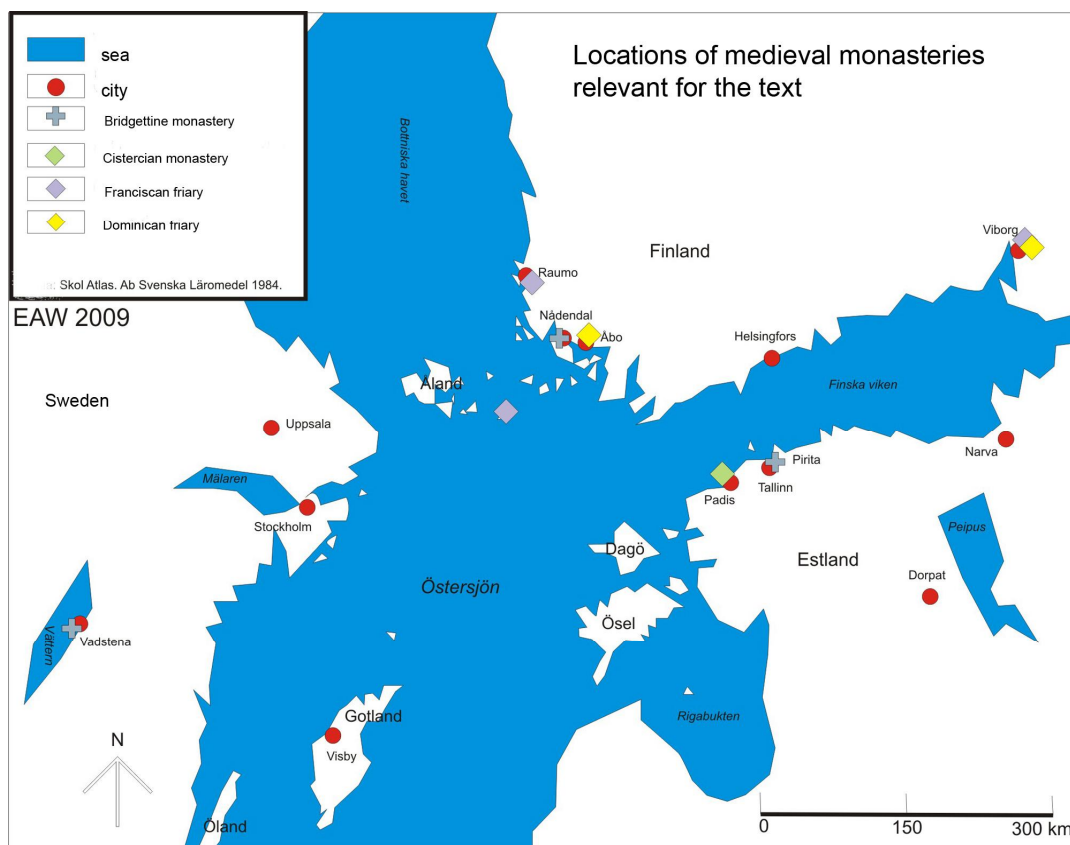 sea
city
Bridgettine monastery
Cistercian monastery
Franciscan friary
Dominican friary
Skol Atlas. Ab Svenska Läromedel 1984.
EAW 2009
Locations of medieval monasteries
relevant for the text
Bottniska havet
Viborg
Finland
Raumo
Nådendal
Åbo
Helsingfors
Åland
Finska viken
Sweden
Uppsala
Narva
Pirita
Mälaren
Tallinn
Padis
Stockholm
Peipus
Dagö
Estland
Dorpat
Östersjön
Ösel
Vadstena
Vättern
Gotland
Rigabukten
N
Visby
Öland
0 150 300 km